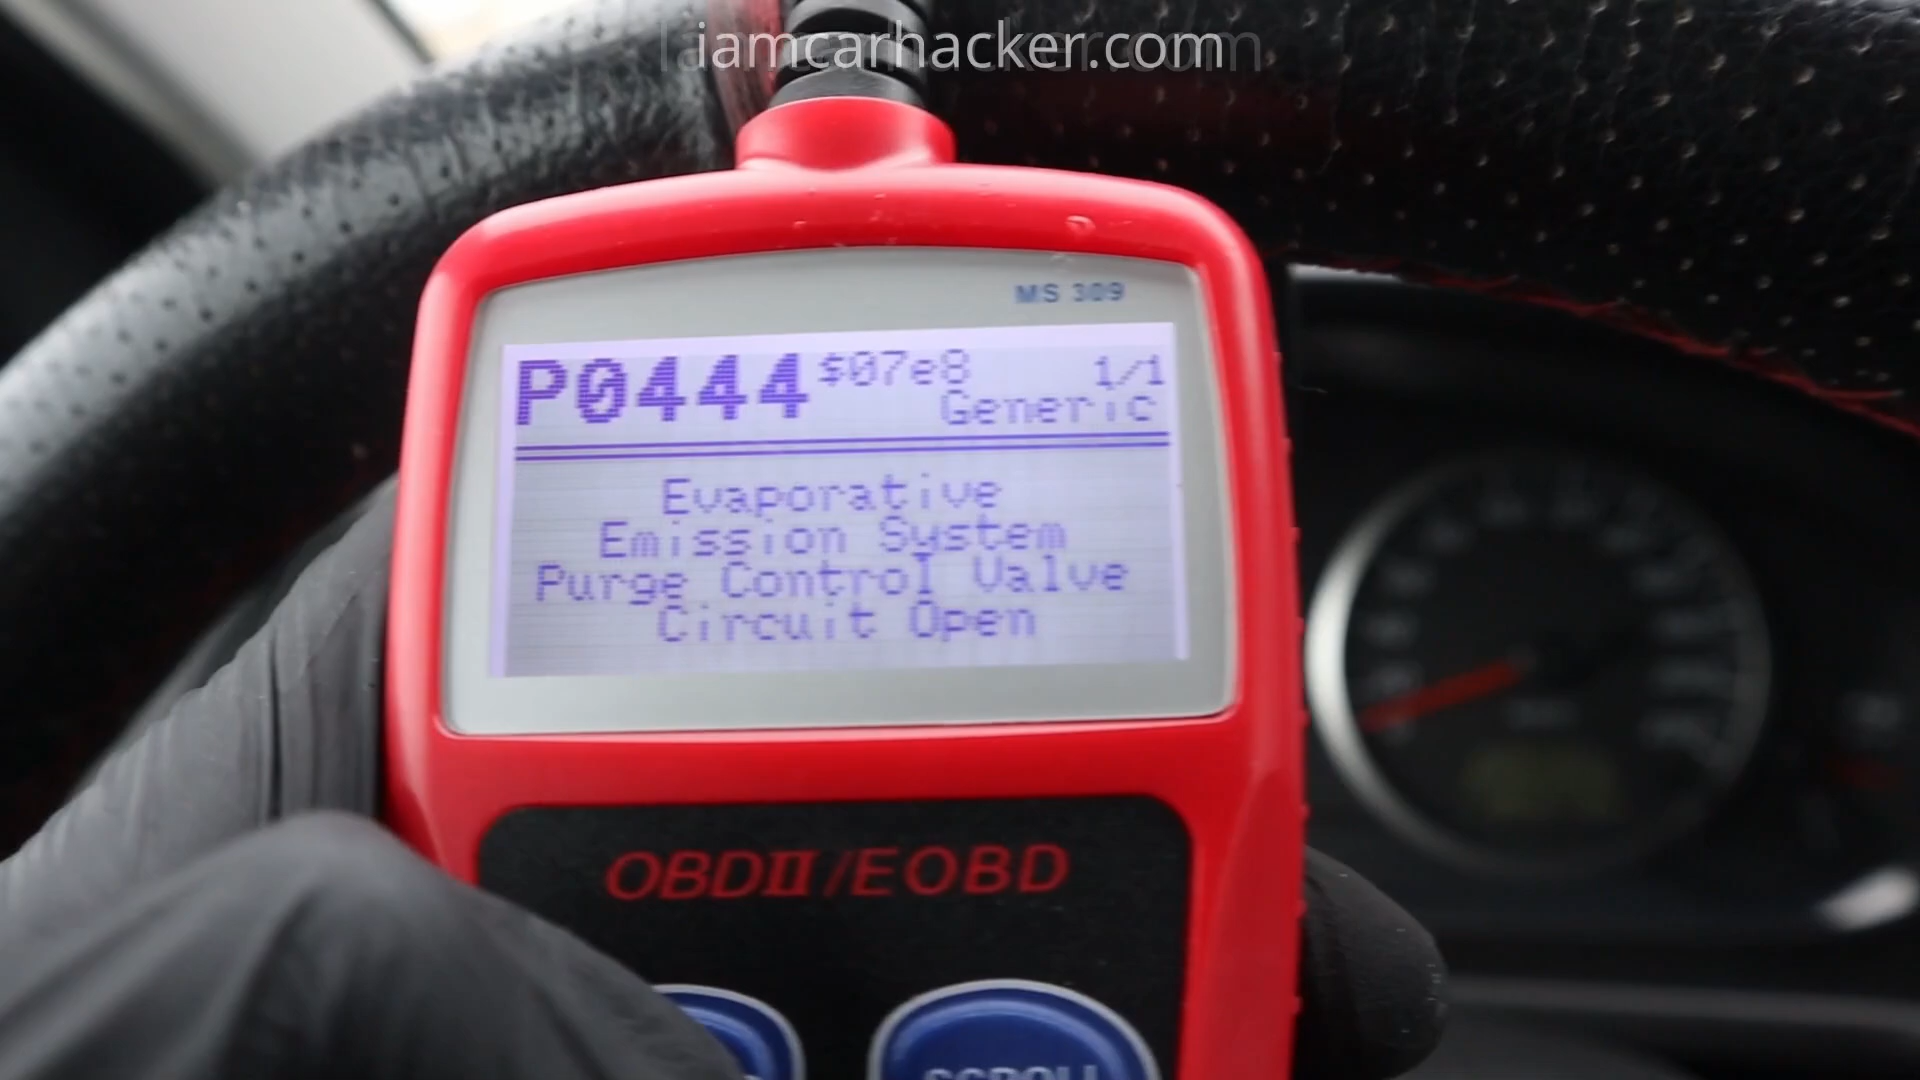 iamcarhacker.com
MS 309
P0444 $07e8 1/1
Generic
Evaporative
Emission System
Purge Control Valve
Circuit Open
OBDII/EOBD
SCROLL